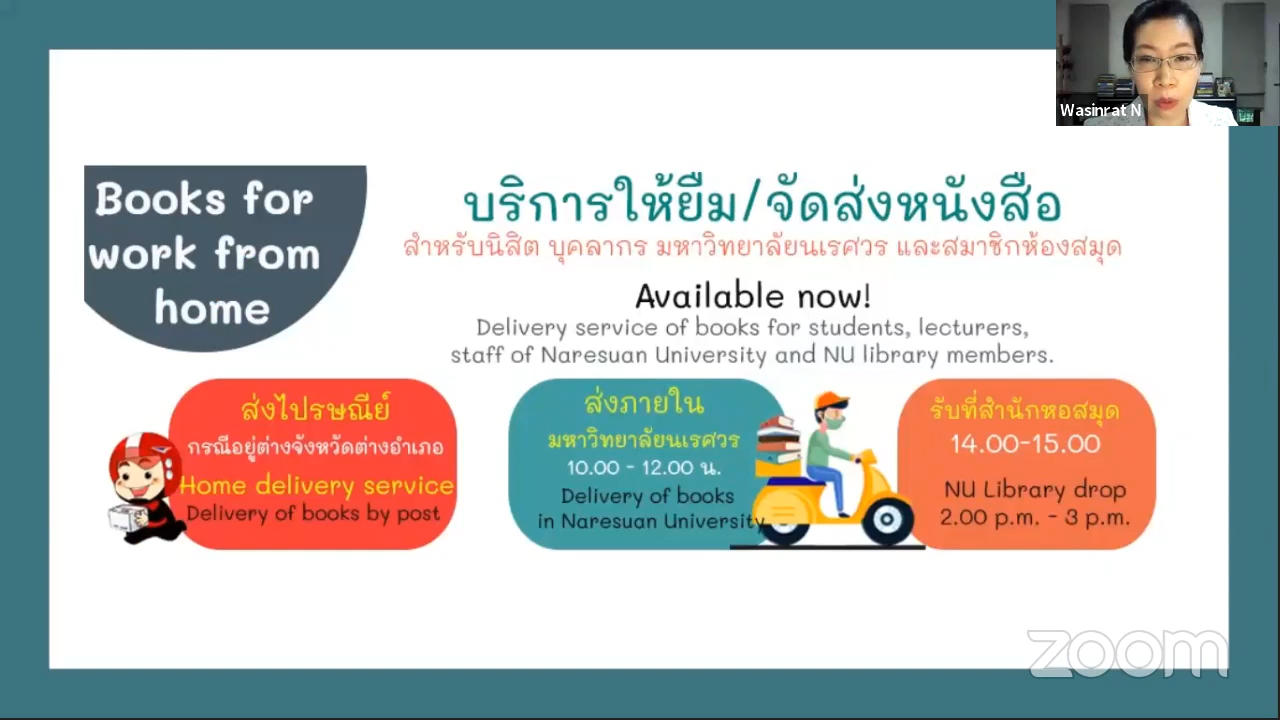 Wasinrat N
Books for
work from
home
บริการให้ยืม/จัดส่งหนังสือ
สำหรับนิสิต บุคลากร มหาวิทยาลัยนเรศวร และสมาชิกห้องสมุด
Available now!
Delivery service of books for students, lecturers,
staff of Naresuan University and NU library members.
ส่งไปรษณีย์
กรณีอยู่ต่างจังหวัดต่างอำเภอ
Home delivery service
Delivery of books by post
ส่งภายใน
มหาวิทยาลัยนเรศวร
10.00 - 12.00 น.
Delivery of books
in Naresuan University
รับที่สำนักหอสมุด
14.00-15.00
NU Library drop
2.00 p.m. - 3 p.m.
zoom